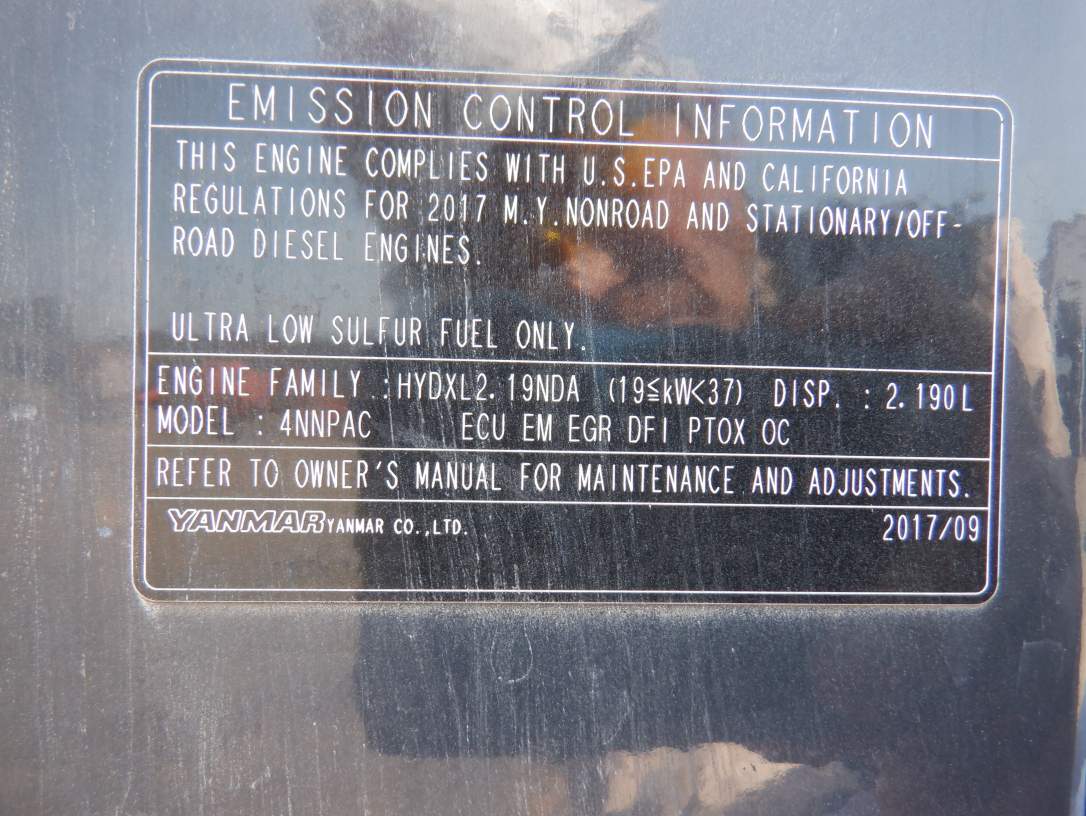 EMISSION CONTROL INFORMATION
THIS ENGINE COMPLIES WITH U.S.EPA AND CALIFORNIA
REGULATIONS FOR 2017 M.Y.NONROAD AND STATIONARY/OFF-
ROAD DIESEL ENGINES.
ULTRA LOW SULFUR FUEL ONLY.
ENGINE FAMILY :HYDXL2.19NDA (19≦kW<37) DISP. : 2.190L
MODEL : 4NNPAC ECU EM EGR DFI PTOX OC
REFER TO OWNER'S MANUAL FOR MAINTENANCE AND ADJUSTMENTS.
YANMAR YANMAR CO.,LTD. 2017/09